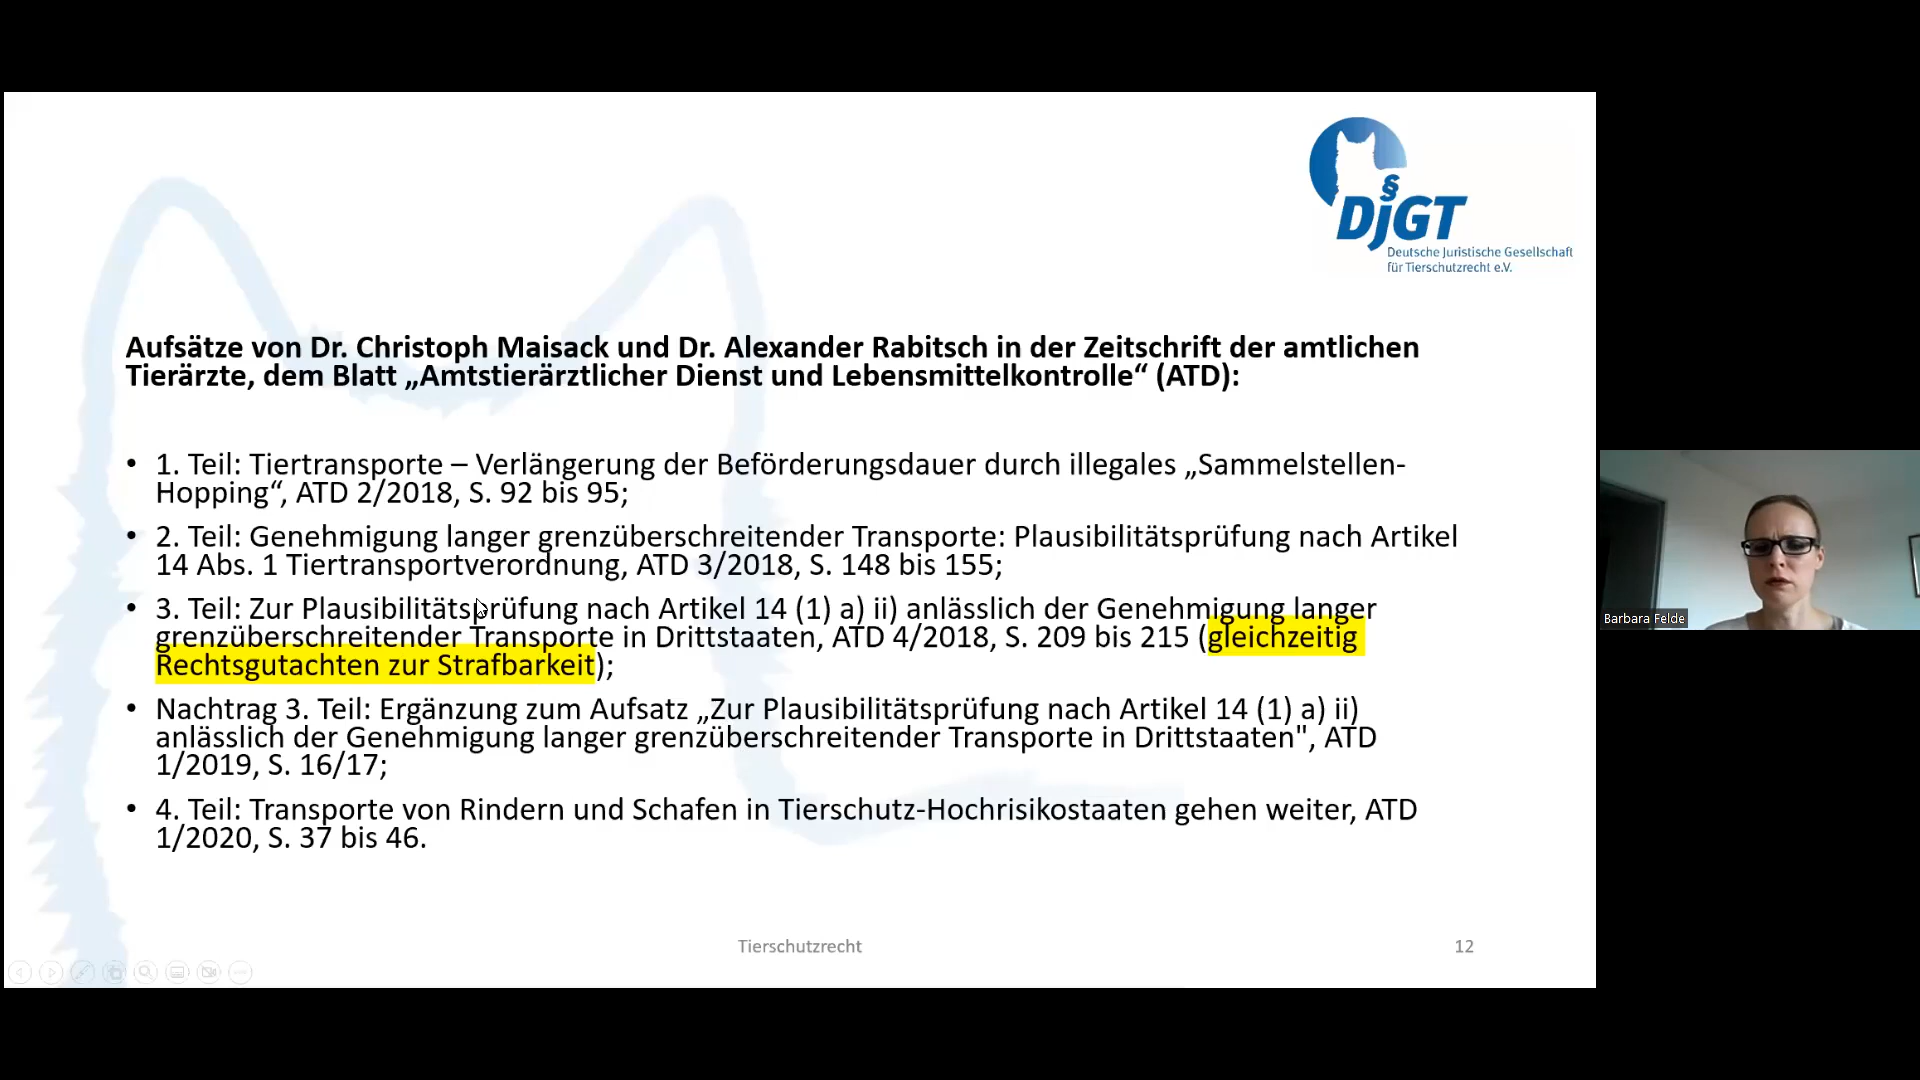 §
DJGT
Deutsche Juristische Gesellschaft
für Tierschutzrecht e.V.
Aufsätze von Dr. Christoph Maisack und Dr. Alexander Rabitsch in der Zeitschrift der amtlichen
Tierärzte, dem Blatt „Amtstierärztlicher Dienst und Lebensmittelkontrolle“ (ATD):
• 1. Teil: Tiertransporte – Verlängerung der Beförderungsdauer durch illegales „Sammelstellen-
Hopping“, ATD 2/2018, S. 92 bis 95;
• 2. Teil: Genehmigung langer grenzüberschreitender Transporte: Plausibilitätsprüfung nach Artikel
14 Abs. 1 Tiertransportverordnung, ATD 3/2018, S. 148 bis 155;
• 3. Teil: Zur Plausibilitätsprüfung nach Artikel 14 (1) a) ii) anlässlich der Genehmigung langer
grenzüberschreitender Transporte in Drittstaaten, ATD 4/2018, S. 209 bis 215 (gleichzeitig
Rechtsgutachten zur Strafbarkeit);
• Nachtrag 3. Teil: Ergänzung zum Aufsatz „Zur Plausibilitätsprüfung nach Artikel 14 (1) a) ii)
anlässlich der Genehmigung langer grenzüberschreitender Transporte in Drittstaaten", ATD
1/2019, S. 16/17;
• 4. Teil: Transporte von Rindern und Schafen in Tierschutz-Hochrisikostaaten gehen weiter, ATD
1/2020, S. 37 bis 46.
Tierschutzrecht
12
Barbara Felde